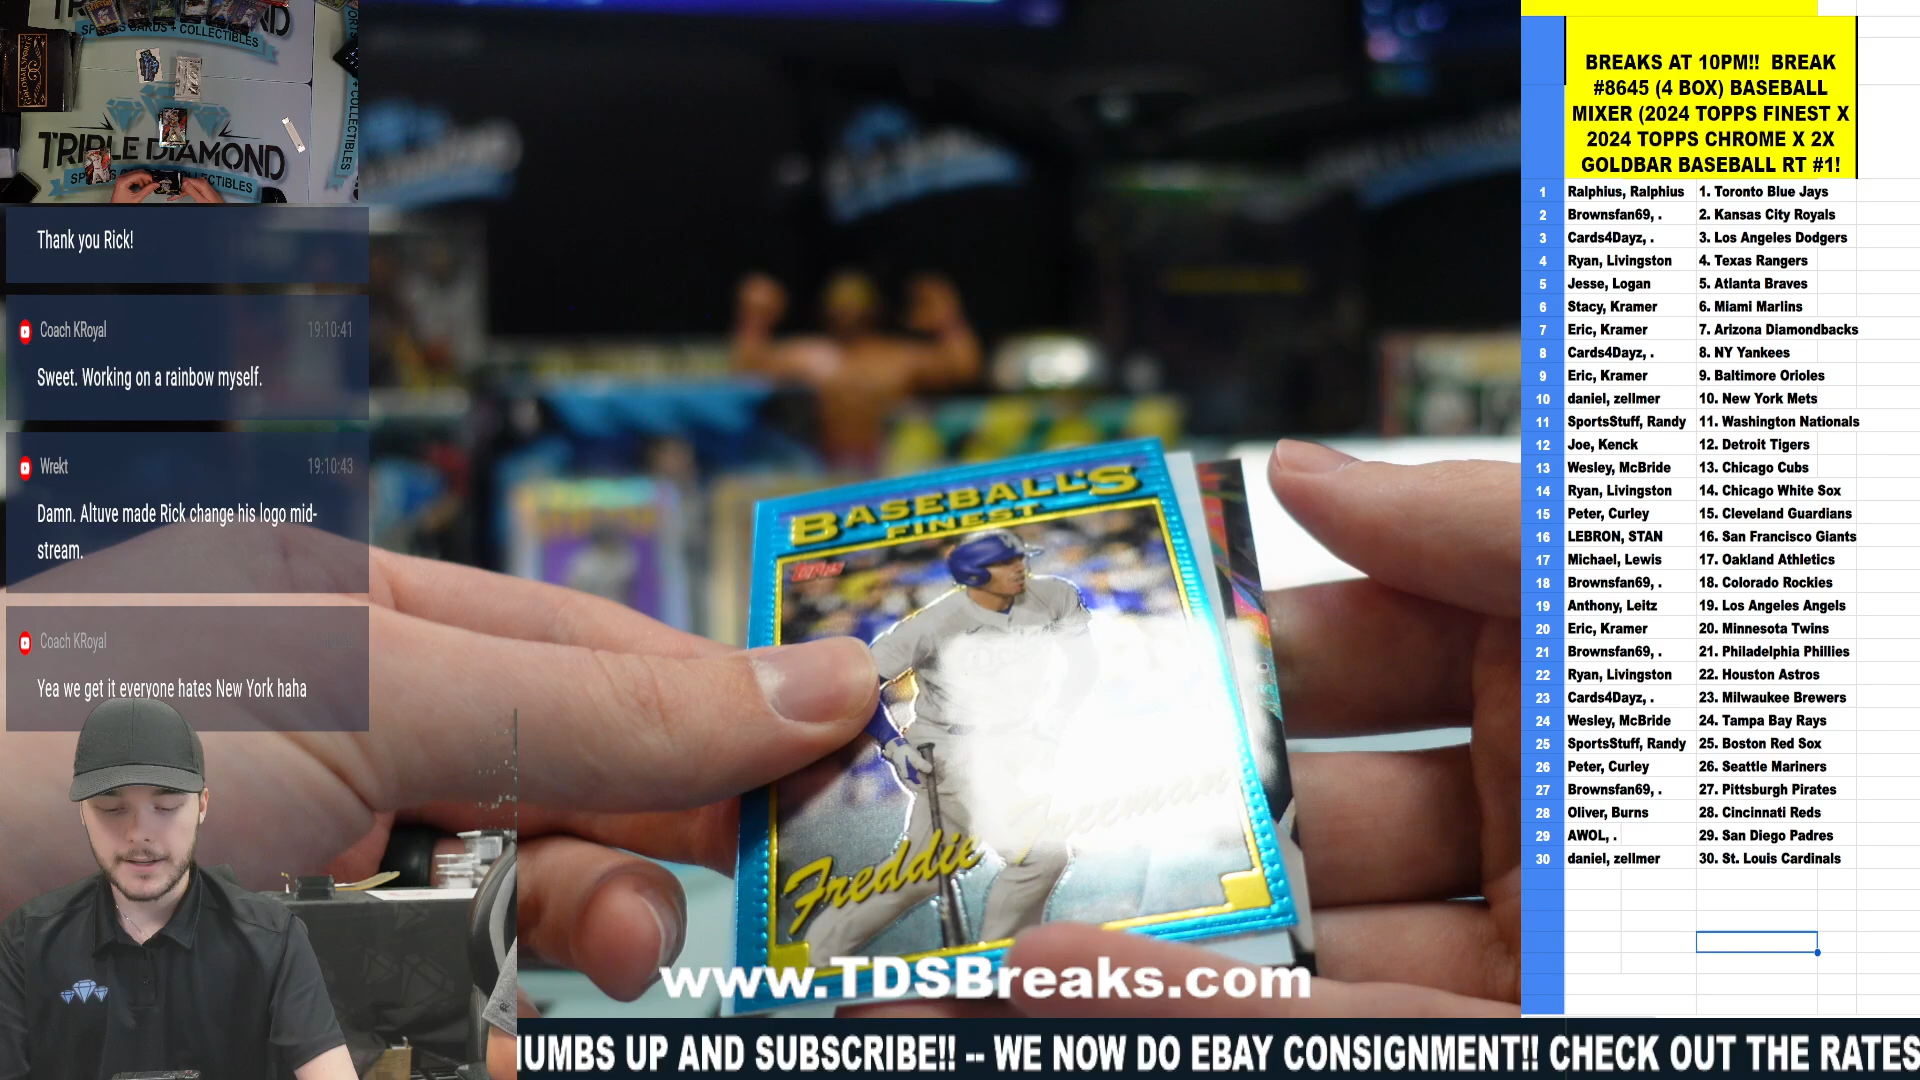 SPORTS CARDS + COLLECTIBLES
TRIPLE DIAMOND
COLLECTIBLES
Thank you Rick!
Coach KRoyal 19:10:41
Sweet. Working on a rainbow myself.
Wrekt 19:10:43
Damn. Altuve made Rick change his logo mid-
stream.
Coach KRoyal
Yea we get it everyone hates New York haha
BASEBALL'S
FINEST
Topps
Freddie Freeman
www.TDSBreaks.com
UMBS UP AND SUBSCRIBE!! -- WE NOW DO EBAY CONSIGNMENT!! CHECK OUT THE RATES
BREAKS AT 10PM!! BREAK
#8645 (4 BOX) BASEBALL
MIXER (2024 TOPPS FINEST X
2024 TOPPS CHROME X 2X
GOLDBAR BASEBALL RT #1!
1 Ralphius, Ralphius 1. Toronto Blue Jays
2 Brownsfan69, . 2. Kansas City Royals
3 Cards4Dayz, . 3. Los Angeles Dodgers
4 Ryan, Livingston 4. Texas Rangers
5 Jesse, Logan 5. Atlanta Braves
6 Stacy, Kramer 6. Miami Marlins
7 Eric, Kramer 7. Arizona Diamondbacks
8 Cards4Dayz, . 8. NY Yankees
9 Eric, Kramer 9. Baltimore Orioles
10 daniel, zellmer 10. New York Mets
11 SportsStuff, Randy 11. Washington Nationals
12 Joe, Kenck 12. Detroit Tigers
13 Wesley, McBride 13. Chicago Cubs
14 Ryan, Livingston 14. Chicago White Sox
15 Peter, Curley 15. Cleveland Guardians
16 LEBRON, STAN 16. San Francisco Giants
17 Michael, Lewis 17. Oakland Athletics
18 Brownsfan69, . 18. Colorado Rockies
19 Anthony, Leitz 19. Los Angeles Angels
20 Eric, Kramer 20. Minnesota Twins
21 Brownsfan69, . 21. Philadelphia Phillies
22 Ryan, Livingston 22. Houston Astros
23 Cards4Dayz, . 23. Milwaukee Brewers
24 Wesley, McBride 24. Tampa Bay Rays
25 SportsStuff, Randy 25. Boston Red Sox
26 Peter, Curley 26. Seattle Mariners
27 Brownsfan69, . 27. Pittsburgh Pirates
28 Oliver, Burns 28. Cincinnati Reds
29 AWOL, . 29. San Diego Padres
30 daniel, zellmer 30. St. Louis Cardinals